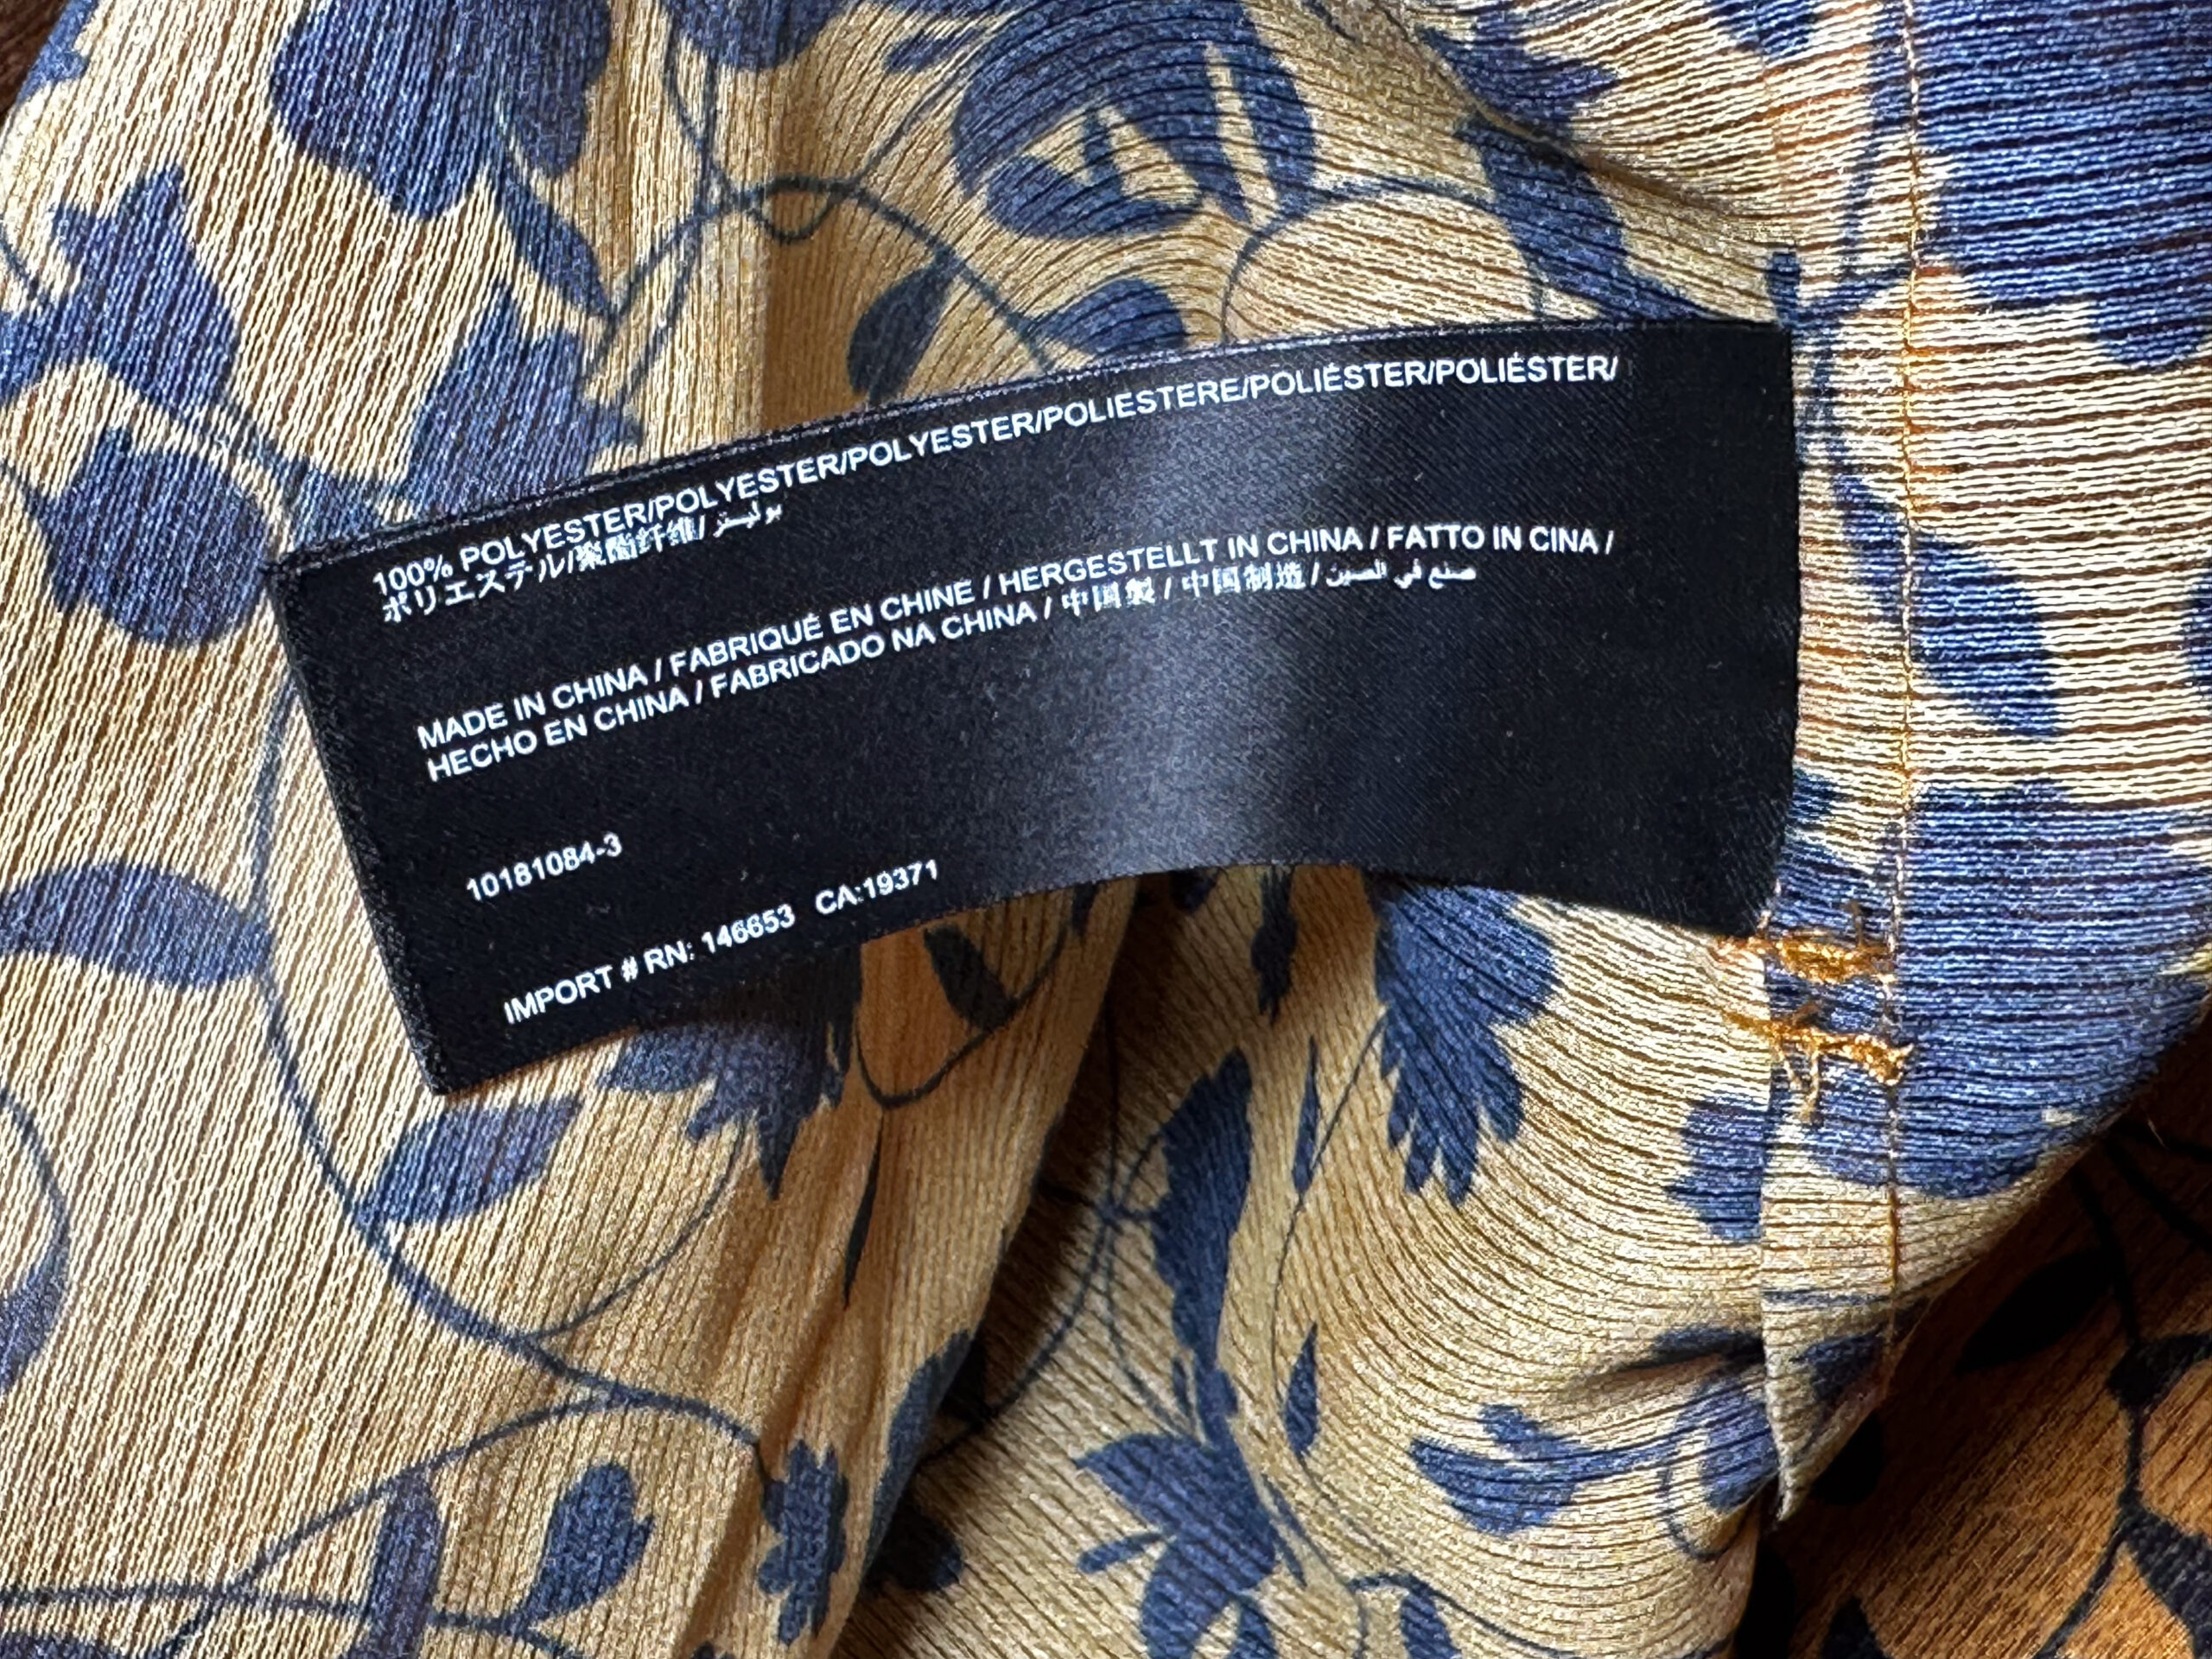 100% POLYESTER/POLYESTER/POLYESTER/POLIESTERE/POLIÉSTER/POLIÉSTER/
ポリエステル/聚酯纤维/ بوليستر
MADE IN CHINA / FABRIQUÉ EN CHINE / HERGESTELLT IN CHINA / FATTO IN CINA /
HECHO EN CHINA / FABRICADO NA CHINA / 中国製 / 中国制造 / صنع في الصين
10181084-3
IMPORT # RN: 146653 CA:19371